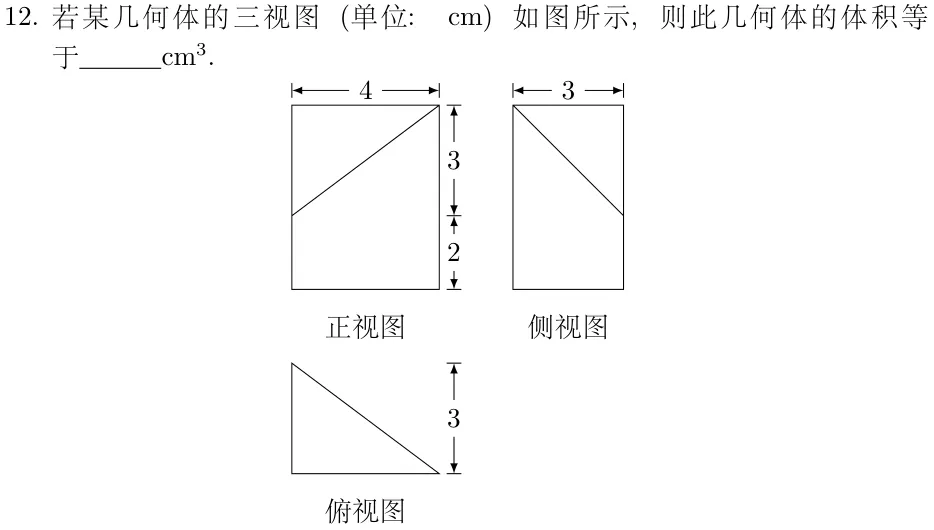 12. 若某几何体的三视图 (单位: cm) 如图所示, 则此几何体的体积等
于______cm³.
4
3
3
2
正视图
侧视图
3
俯视图